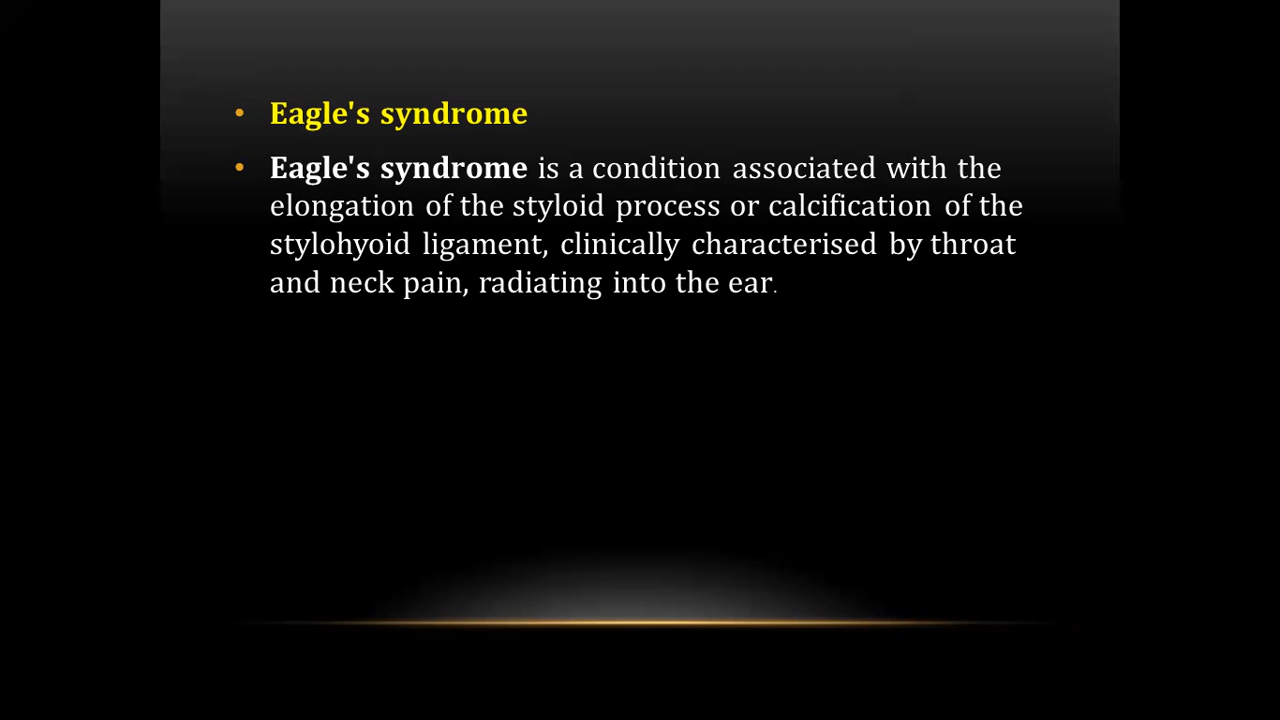 • Eagle's syndrome
• Eagle's syndrome is a condition associated with the
elongation of the styloid process or calcification of the
stylohyoid ligament, clinically characterised by throat
and neck pain, radiating into the ear.